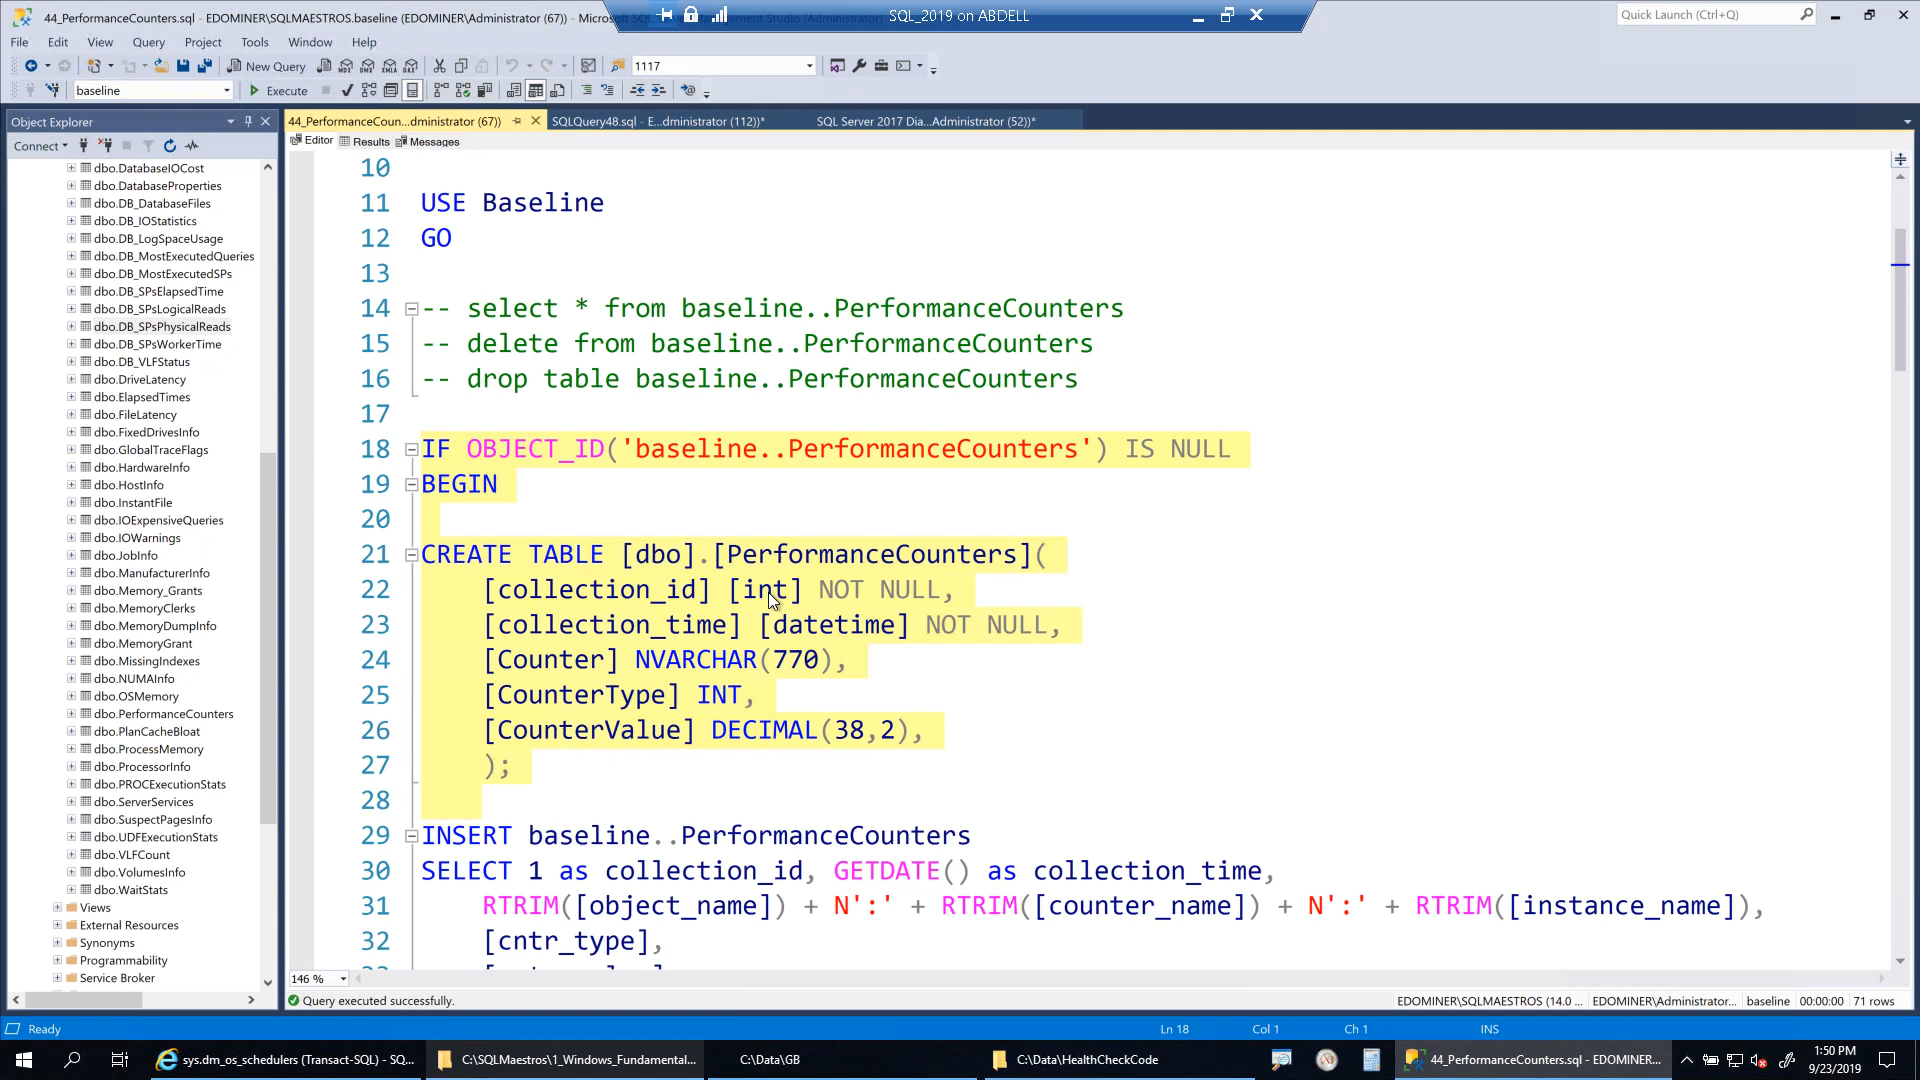 44_PerformanceCounters.sql - EDOMINER\SQLMAESTROS.baseline (EDOMINER\Administrator (67)) - Micros
SQL_2019 on ABDELL
Quick Launch (Ctrl+Q)
File Edit View Query Project Tools Window Help
New Query
MDX DMX XMLA DAX
1117
baseline
Execute
Object Explorer
44_PerformanceCoun...dministrator (67))
SQLQuery48.sql - E...dministrator (112))*
SQL Server 2017 Dia...Administrator (52))*
Connect
Editor Results Messages
dbo.DatabaseIOCost
dbo.DatabaseProperties
dbo.DB_DatabaseFiles
dbo.DB_IOStatistics
dbo.DB_LogSpaceUsage
dbo.DB_MostExecutedQueries
dbo.DB_MostExecutedSPs
dbo.DB_SPsElapsedTime
dbo.DB_SPsLogicalReads
dbo.DB_SPsPhysicalReads
dbo.DB_SPsWorkerTime
dbo.DB_VLFStatus
dbo.DriveLatency
dbo.ElapsedTimes
dbo.FileLatency
dbo.FixedDrivesInfo
dbo.GlobalTraceFlags
dbo.HardwareInfo
dbo.HostInfo
dbo.InstantFile
dbo.IOExpensiveQueries
dbo.IOWarnings
dbo.JobInfo
dbo.ManufacturerInfo
dbo.Memory_Grants
dbo.MemoryClerks
dbo.MemoryDumpInfo
dbo.MemoryGrant
dbo.MissingIndexes
dbo.NUMAInfo
dbo.OSMemory
dbo.PerformanceCounters
dbo.PlanCacheBloat
dbo.ProcessMemory
dbo.ProcessorInfo
dbo.PROCExecutionStats
dbo.ServerServices
dbo.SuspectPagesInfo
dbo.UDFExecutionStats
dbo.VLFCount
dbo.VolumesInfo
dbo.WaitStats
Views
External Resources
Synonyms
Programmability
Service Broker
10
11 USE Baseline
12 GO
13
14 -- select * from baseline..PerformanceCounters
15 -- delete from baseline..PerformanceCounters
16 -- drop table baseline..PerformanceCounters
17
18 IF OBJECT_ID('baseline..PerformanceCounters') IS NULL
19 BEGIN
20
21 CREATE TABLE [dbo].[PerformanceCounters](
22 [collection_id] [int] NOT NULL,
23 [collection_time] [datetime] NOT NULL,
24 [Counter] NVARCHAR(770),
25 [CounterType] INT,
26 [CounterValue] DECIMAL(38,2),
27 );
28
29 INSERT baseline..PerformanceCounters
30 SELECT 1 as collection_id, GETDATE() as collection_time,
31 RTRIM([object_name]) + N':' + RTRIM([counter_name]) + N':' + RTRIM([instance_name]),
32 [cntr_type],
146 %
Query executed successfully.
EDOMINER\SQLMAESTROS (14.0 ... EDOMINER\Administrator... baseline 00:00:00 71 rows
Ready
Ln 18 Col 1 Ch 1 INS
sys.dm_os_schedulers (Transact-SQL) - SQ...
C:\SQLMaestros\1_Windows_Fundamental...
C:\Data\GB
C:\Data\HealthCheckCode
44_PerformanceCounters.sql - EDOMINER...
1:50 PM
9/23/2019